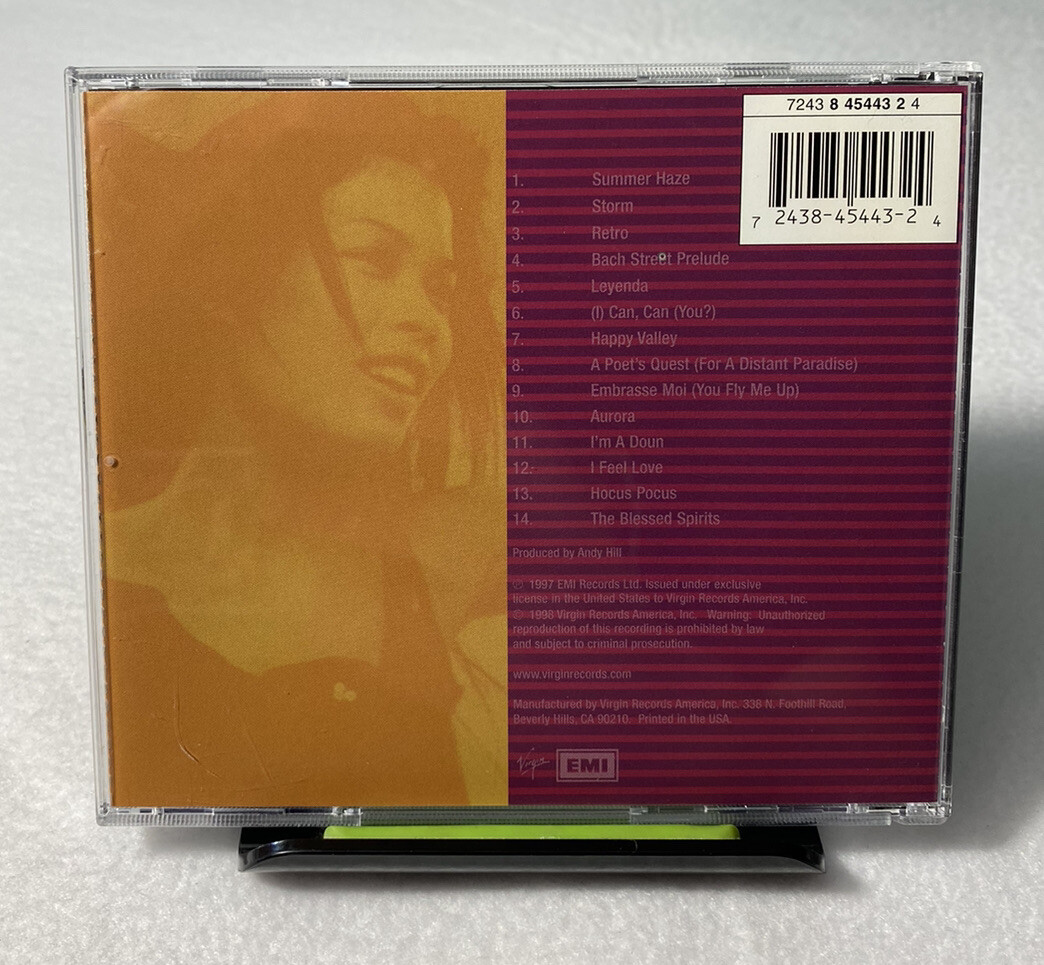 7243 8 45443 2 4
7 2438-45443-2 4
1. Summer Haze
2. Storm
3. Retro
4. Bach Street Prelude
5. Leyenda
6. (I) Can, Can (You?)
7. Happy Valley
8. A Poet's Quest (For A Distant Paradise)
9. Embrasse Moi (You Fly Me Up)
10. Aurora
11. I'm A Doun
12. I Feel Love
13. Hocus Pocus
14. The Blessed Spirits
Produced by Andy Hill
℗ 1997 EMI Records Ltd. Issued under exclusive
license in the United States to Virgin Records America, Inc.
© 1998 Virgin Records America, Inc. Warning: Unauthorized
reproduction of this recording is prohibited by law
and subject to criminal prosecution.
www.virginrecords.com
Manufactured by Virgin Records America, Inc. 338 N. Foothill Road,
Beverly Hills, CA 90210. Printed in the USA.
Virgin EMI